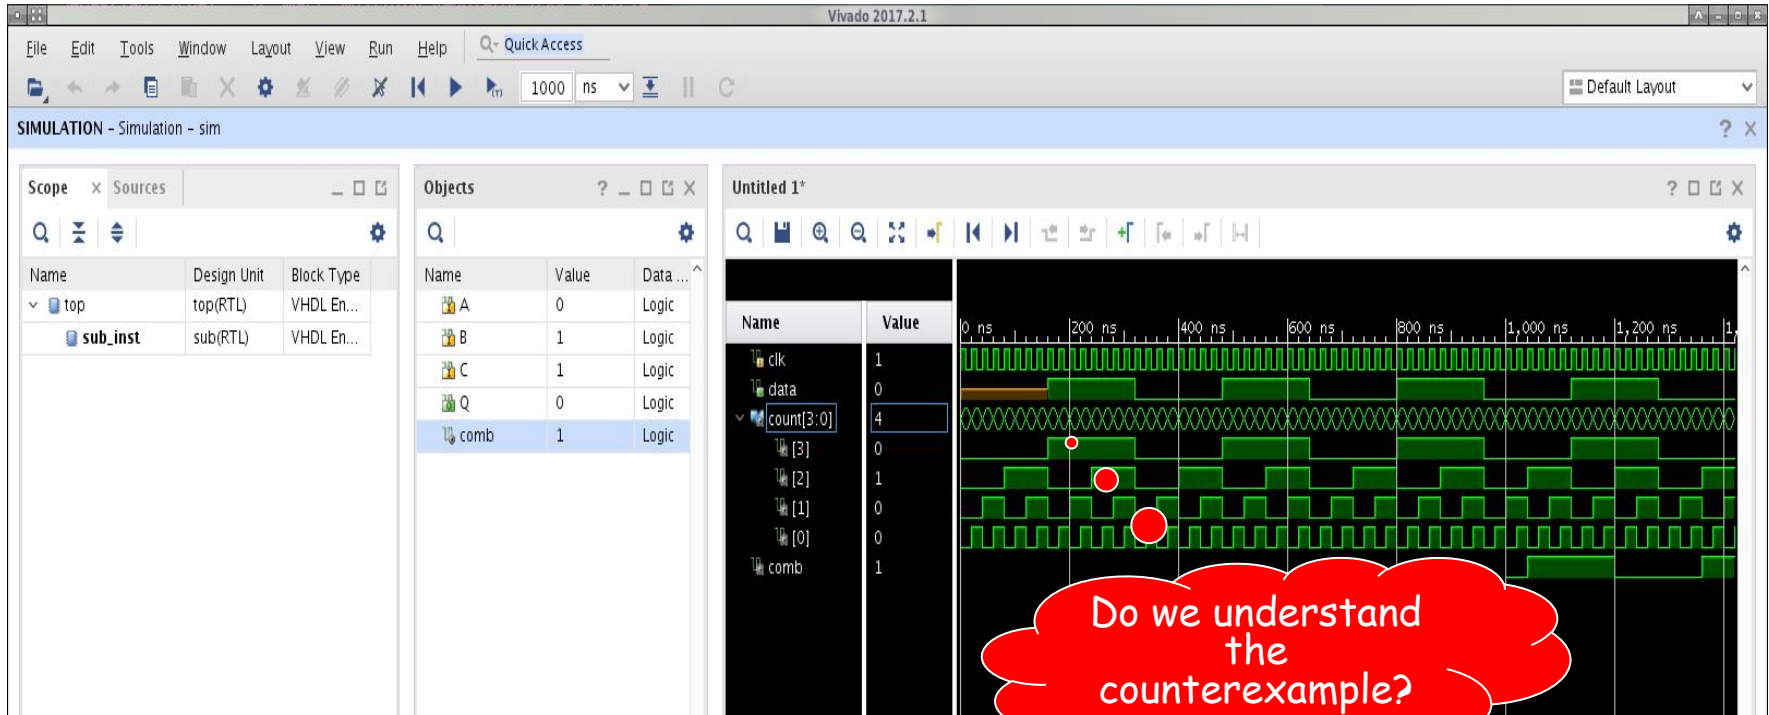 Vivado 2017.2.1
File Edit Tools Window Layout View Run Help Quick Access
1000 ns Default Layout
SIMULATION – Simulation – sim
Scope Sources Objects Untitled 1*
Name Design Unit Block Type
top top(RTL) VHDL En...
sub_inst sub(RTL) VHDL En...
Name Value Data ...
A 0 Logic
B 1 Logic
C 1 Logic
Q 0 Logic
comb 1 Logic
Name Value
0 ns 200 ns 400 ns 600 ns 800 ns 1,000 ns 1,200 ns 1,
clk 1
data 0
count[3:0] 4
[3] 0
[2] 1
[1] 0
[0] 0
comb 1
Do we understand
the
counterexample?